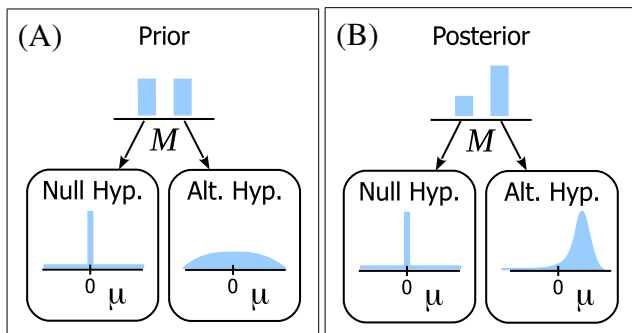 (A)
Prior
M
Null Hyp.
Alt. Hyp.
0
μ
0
μ
(B)
Posterior
M
Null Hyp.
Alt. Hyp.
0
μ
0
μ